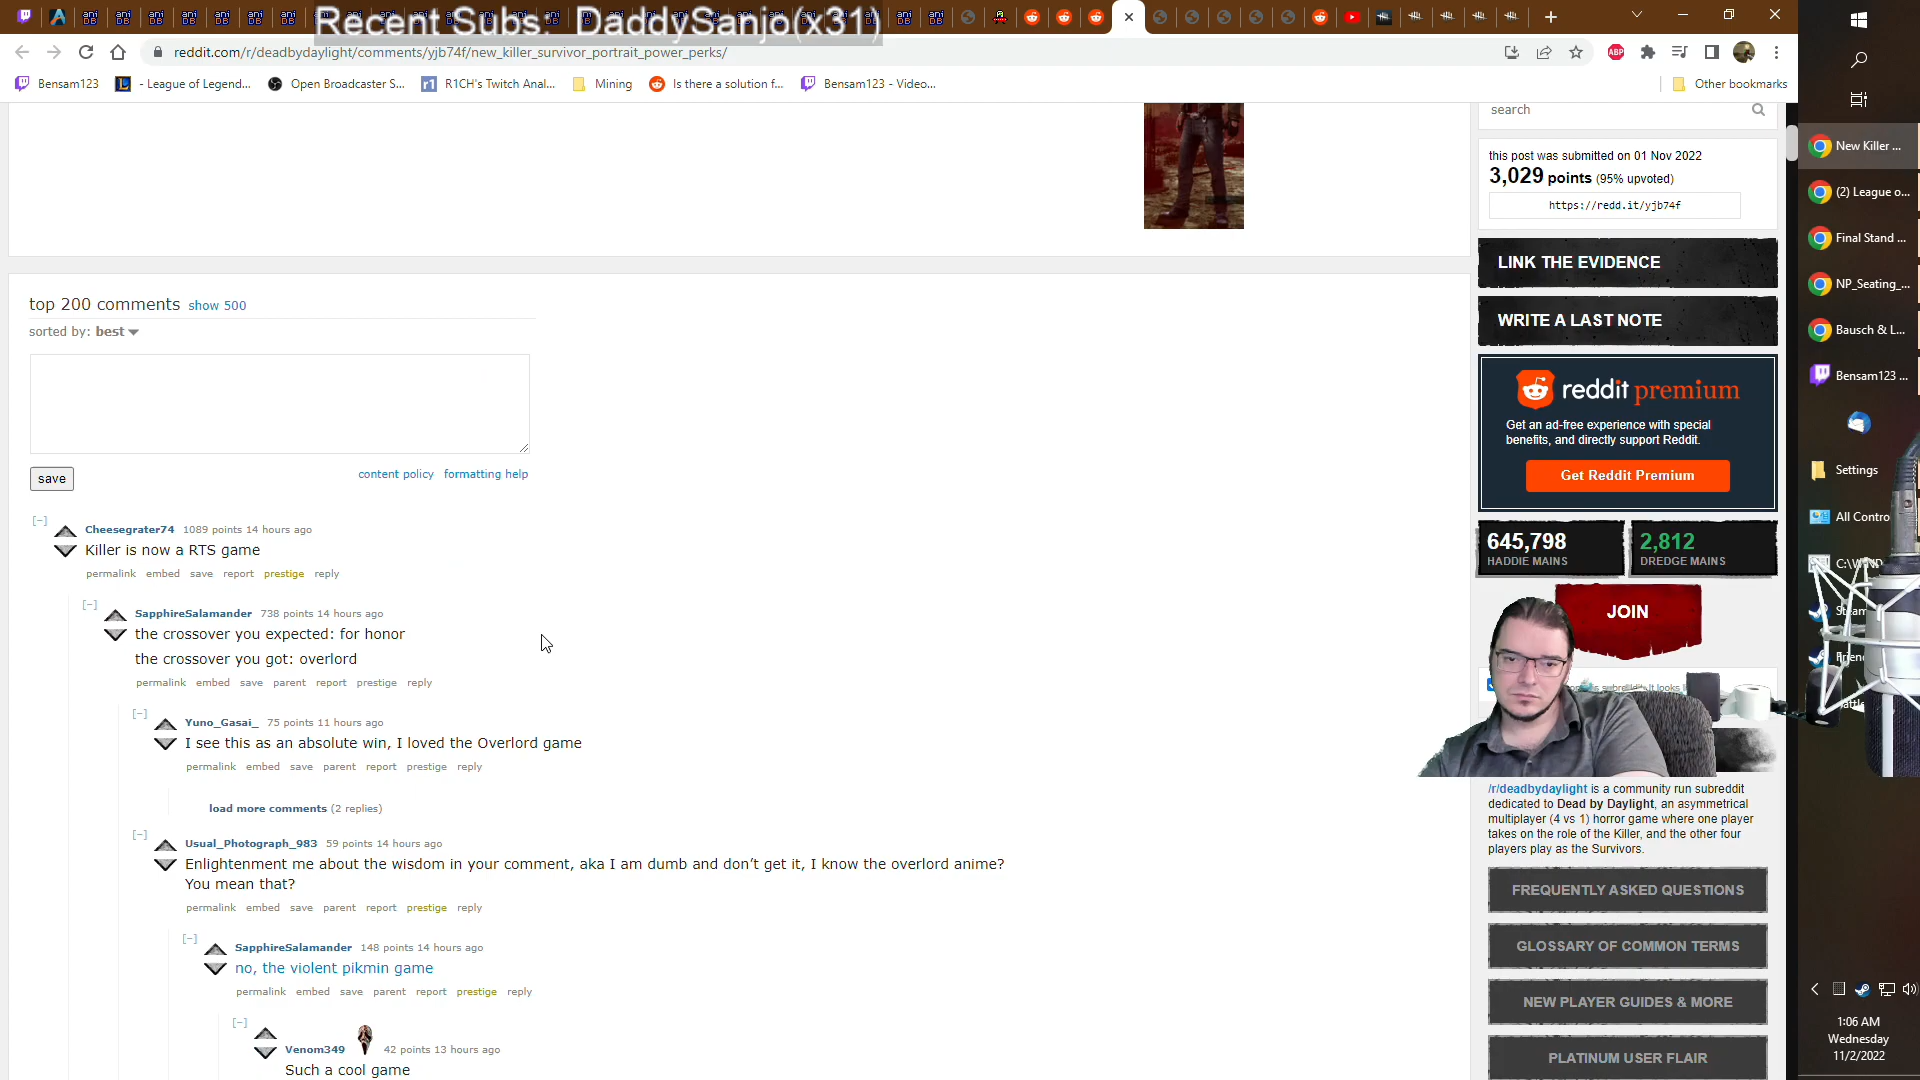 Recent Subs: DaddySanjo(x31)
reddit.com/r/deadbydaylight/comments/yjb74f/new_killer_survivor_portrait_power_perks/
Bensam123
- League of Legend...
Open Broadcaster S...
R1CH's Twitch Anal...
Mining
Is there a solution f...
Bensam123 - Video...
Other bookmarks
search
this post was submitted on 01 Nov 2022
3,029 points (95% upvoted)
https://redd.it/yjb74f
LINK THE EVIDENCE
WRITE A LAST NOTE
reddit premium
Get an ad-free experience with special
benefits, and directly support Reddit.
Get Reddit Premium
645,798
HADDIE MAINS
2,812
DREDGE MAINS
JOIN
/r/deadbydaylight is a community run subreddit
dedicated to Dead by Daylight, an asymmetrical
multiplayer (4 vs 1) horror game where one player
takes on the role of the Killer, and the other four
players play as the Survivors.
FREQUENTLY ASKED QUESTIONS
GLOSSARY OF COMMON TERMS
NEW PLAYER GUIDES & MORE
PLATINUM USER FLAIR
top 200 comments show 500
sorted by: best
save
content policy formatting help
[-]
Cheesegrater74 1089 points 14 hours ago
Killer is now a RTS game
permalink embed save report prestige reply
[-]
SapphireSalamander 738 points 14 hours ago
the crossover you expected: for honor
the crossover you got: overlord
permalink embed save parent report prestige reply
[-]
Yuno_Gasai_ 75 points 11 hours ago
I see this as an absolute win, I loved the Overlord game
permalink embed save parent report prestige reply
load more comments (2 replies)
[-]
Usual_Photograph_983 59 points 14 hours ago
Enlightenment me about the wisdom in your comment, aka I am dumb and don't get it, I know the overlord anime?
You mean that?
permalink embed save parent report prestige reply
[-]
SapphireSalamander 148 points 14 hours ago
no, the violent pikmin game
permalink embed save parent report prestige reply
[-]
Venom349 42 points 13 hours ago
Such a cool game
New Killer ...
(2) League o...
Final Stand ...
NP_Seating_...
Bausch & L...
Bensam123 ...
Settings
All Contro
1:06 AM
Wednesday
11/2/2022